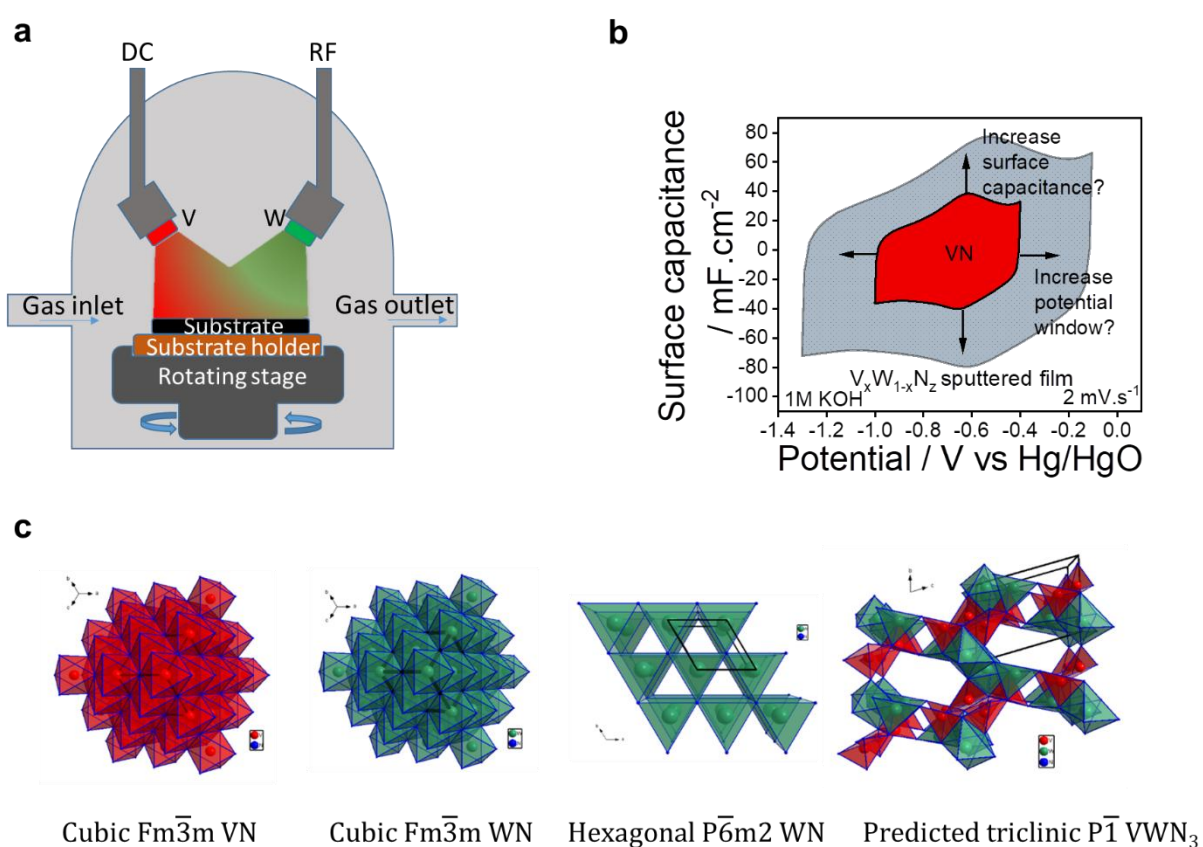 a
DC
RF
V
W
Gas inlet
Gas outlet
Substrate
Substrate holder
Rotating stage
b
Surface capacitance
/ mF.cm⁻²
80
60
40
20
0
-20
-40
-60
-80
-100
Increase
surface
capacitance?
VN
Increase
potential
window?
VₓW₁₋ₓN_z sputtered film
1M KOH
2 mV.s⁻¹
-1.4 -1.2 -1.0 -0.8 -0.6 -0.4 -0.2 0.0
Potential / V vs Hg/HgO
c
Cubic Fm3̅m VN
Cubic Fm3̅m WN
Hexagonal P6̅m2 WN
Predicted triclinic P1̅ VWN₃